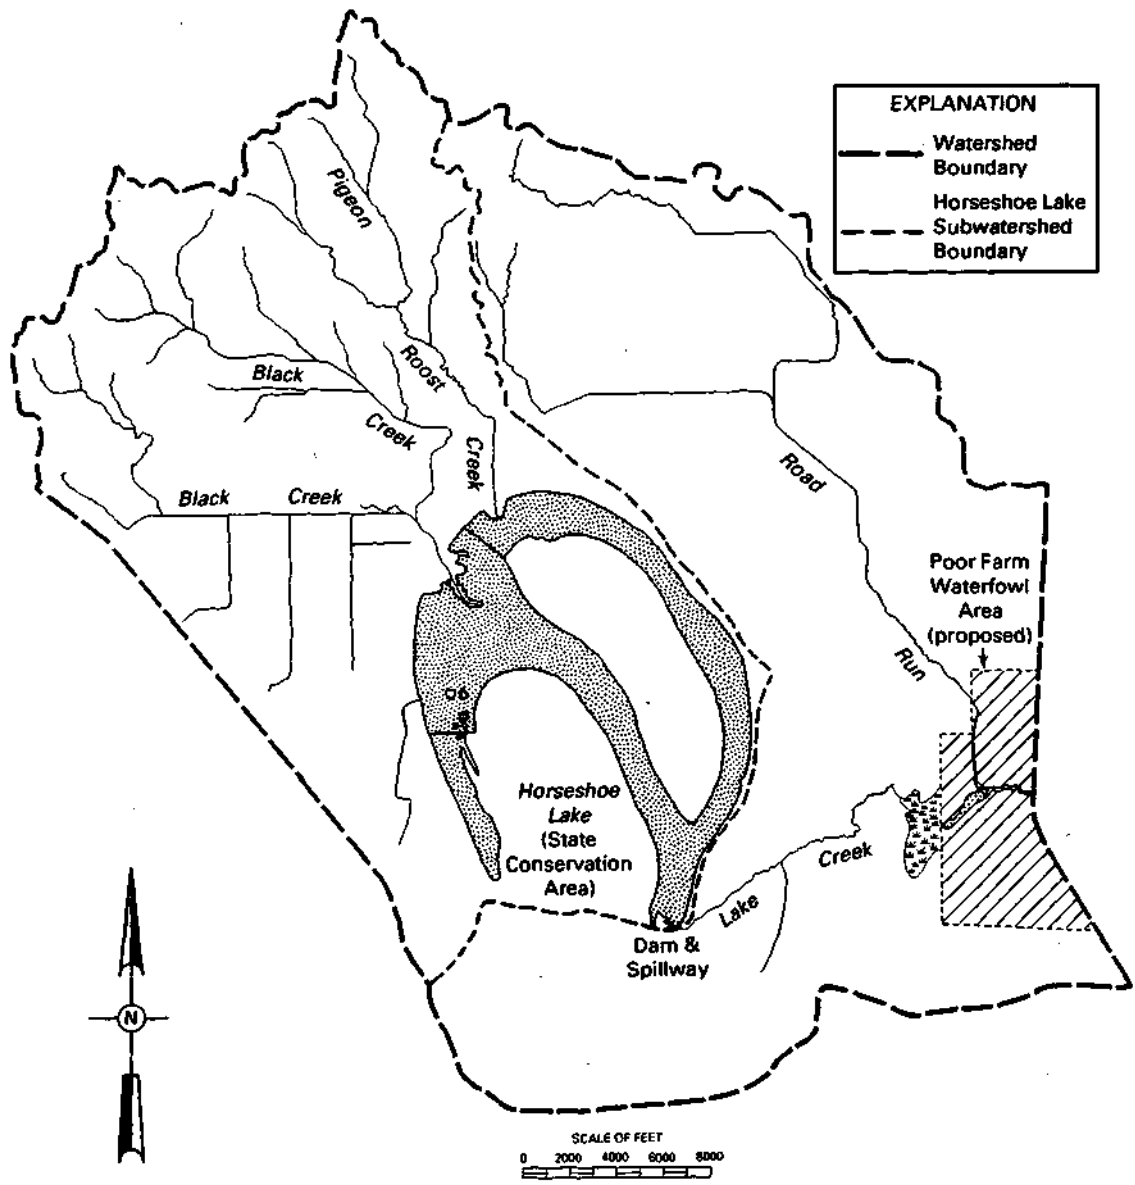 EXPLANATION
Watershed
Boundary
Horseshoe Lake
Subwatershed
Boundary
Pigeon
Roost
Creek
Black
Creek
Black Creek
Road
Run
Poor Farm
Waterfowl
Area
(proposed)
Horseshoe
Lake
(State
Conservation
Area)
Lake
Creek
Dam &
Spillway
N
SCALE OF FEET
0 2000 4000 6000 8000